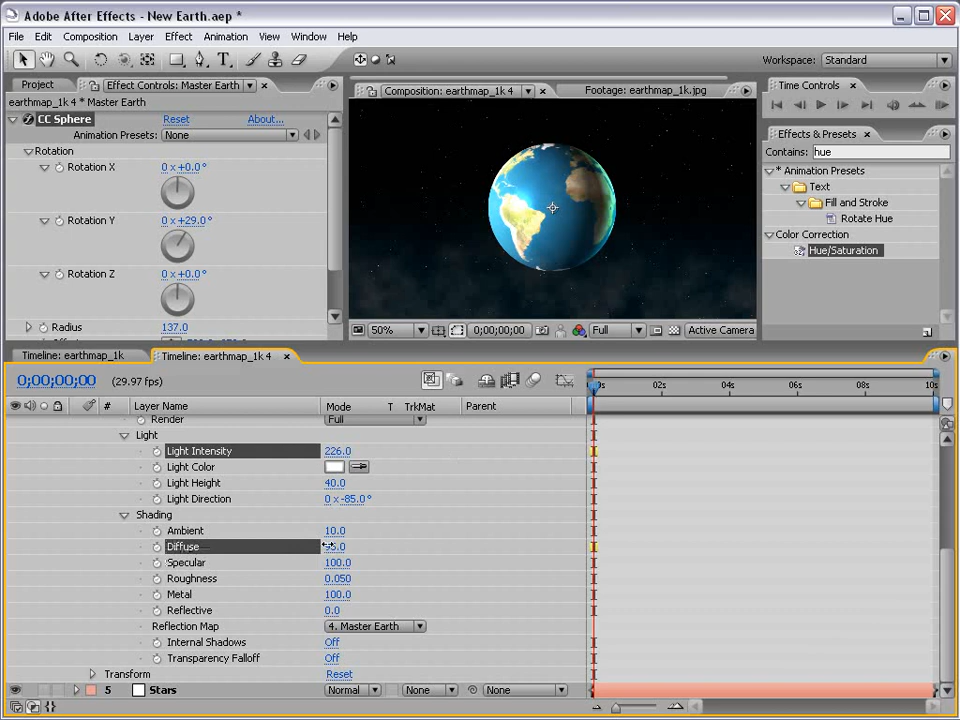 Adobe After Effects - New Earth.aep *
File Edit Composition Layer Effect Animation View Window Help
Workspace: Standard
Project Effect Controls: Master Earth
earthmap_1k 4 * Master Earth
CC Sphere Reset About...
Animation Presets: None
Rotation
Rotation X 0 x +0.0°
Rotation Y 0 x +29.0°
Rotation Z 0 x +0.0°
Radius 137.0
Composition: earthmap_1k 4 Footage: earthmap_1k.jpg
50% 0;00;00;00 Full Active Camera
Time Controls
Effects & Presets
Contains: hue
* Animation Presets
Text
Fill and Stroke
Rotate Hue
Color Correction
Hue/Saturation
Timeline: earthmap_1k Timeline: earthmap_1k 4
0;00;00;00 (29.97 fps)
# Layer Name Mode T TrkMat Parent
0s 02s 04s 06s 08s 10s
Render Full
Light
Light Intensity 226.0
Light Color
Light Height 40.0
Light Direction 0 x -85.0°
Shading
Ambient 10.0
Diffuse
Specular 100.0
Roughness 0.050
Metal 100.0
Reflective 0.0
Reflection Map 4. Master Earth
Internal Shadows Off
Transparency Falloff Off
Transform Reset
5 Stars Normal None None